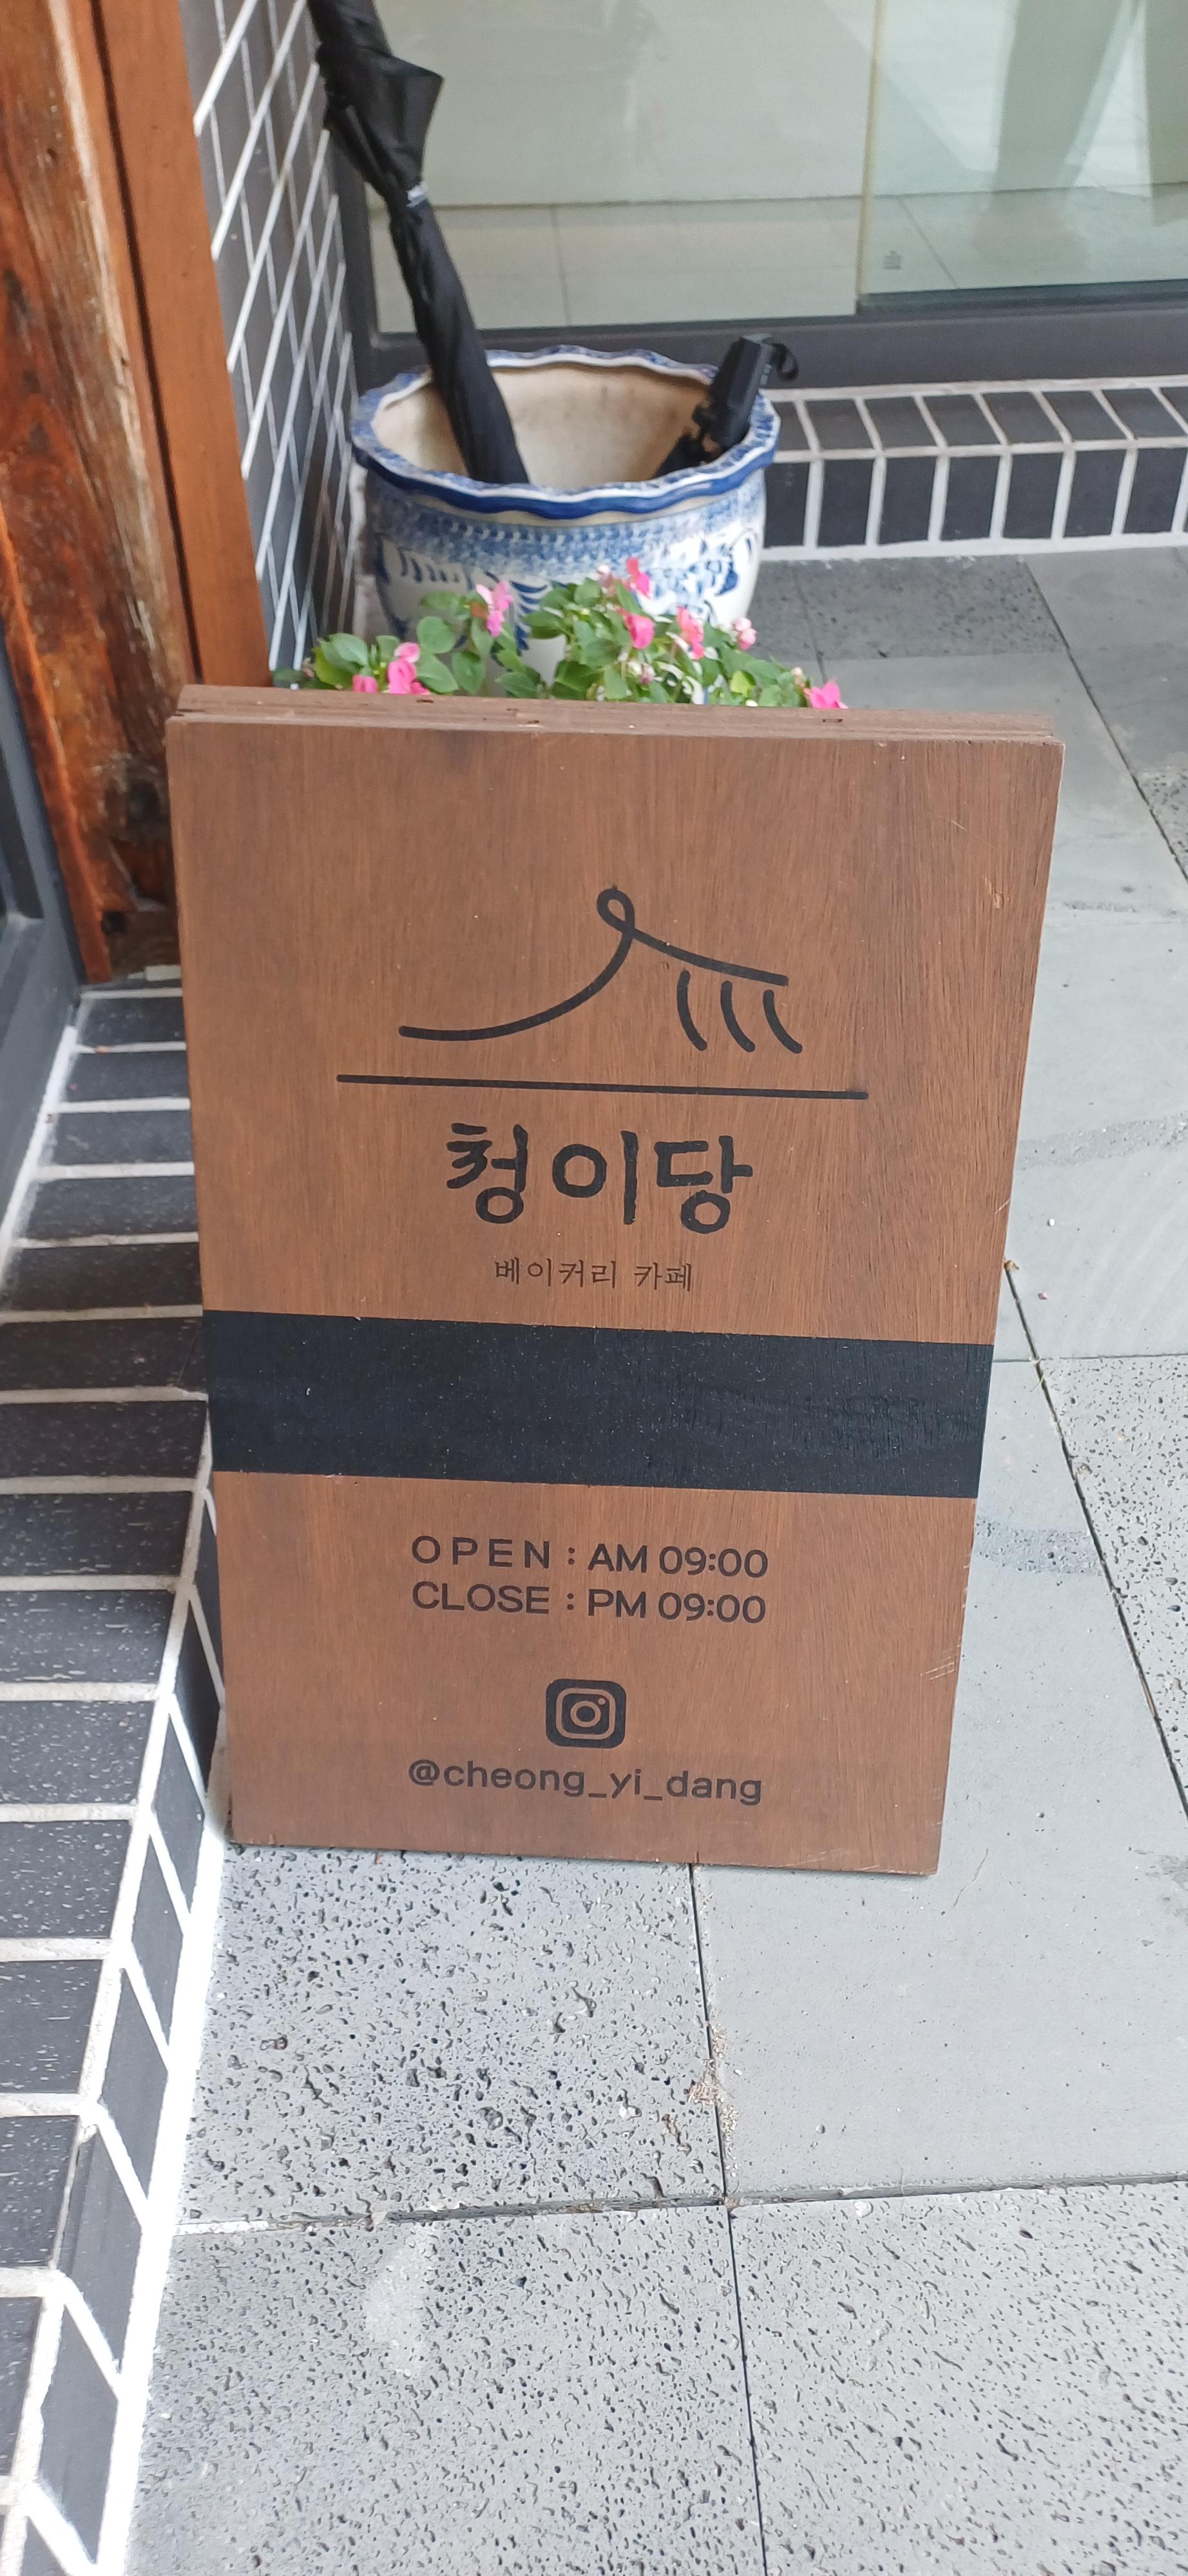 청이당
베이커리 카페
OPEN : AM 09:00
CLOSE : PM 09:00
@cheong_yi_dang